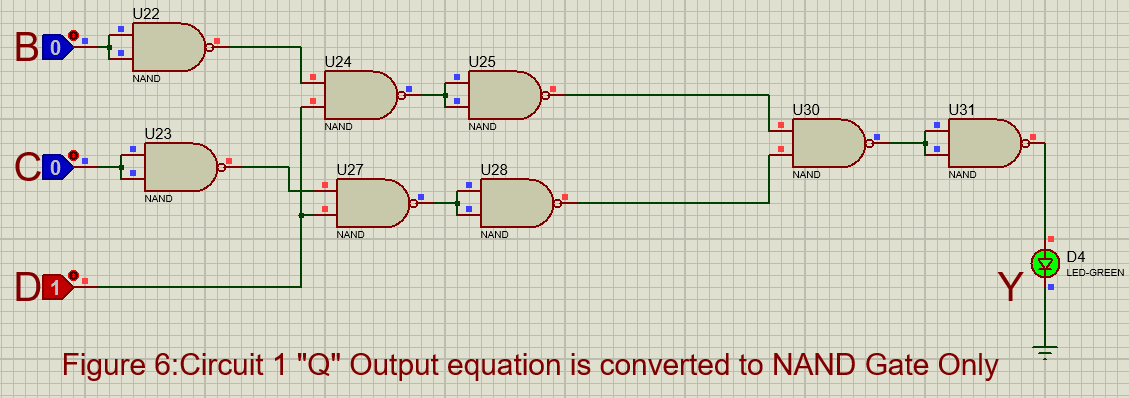 U22
B 0
NAND
U24
U25
U30
U31
NAND
NAND
U23
C 0
NAND
NAND
NAND
U27
U28
NAND
NAND
D 1
D4
LED-GREEN
Y
Figure 6:Circuit 1 "Q" Output equation is converted to NAND Gate Only